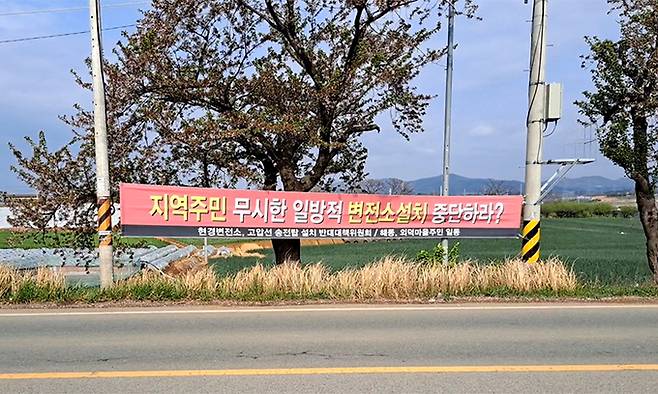 지역주민 무시한 일방적 변전소설치 중단하라?
현경변전소, 고압선 송전탑 설치 반대대책위원회 / 해룡, 외덕마을주민 일동